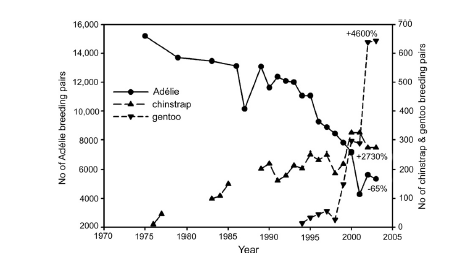 16,000
14,000
12,000
10,000
8000
6000
4000
2000
No of Adélie breeding pairs
Adélie
chinstrap
gentoo
+4600%
+2730%
-65%
700
600
500
400
300
200
100
0
No of chinstrap & gentoo breeding pairs
1970 1975 1980 1985 1990 1995 2000 2005
Year